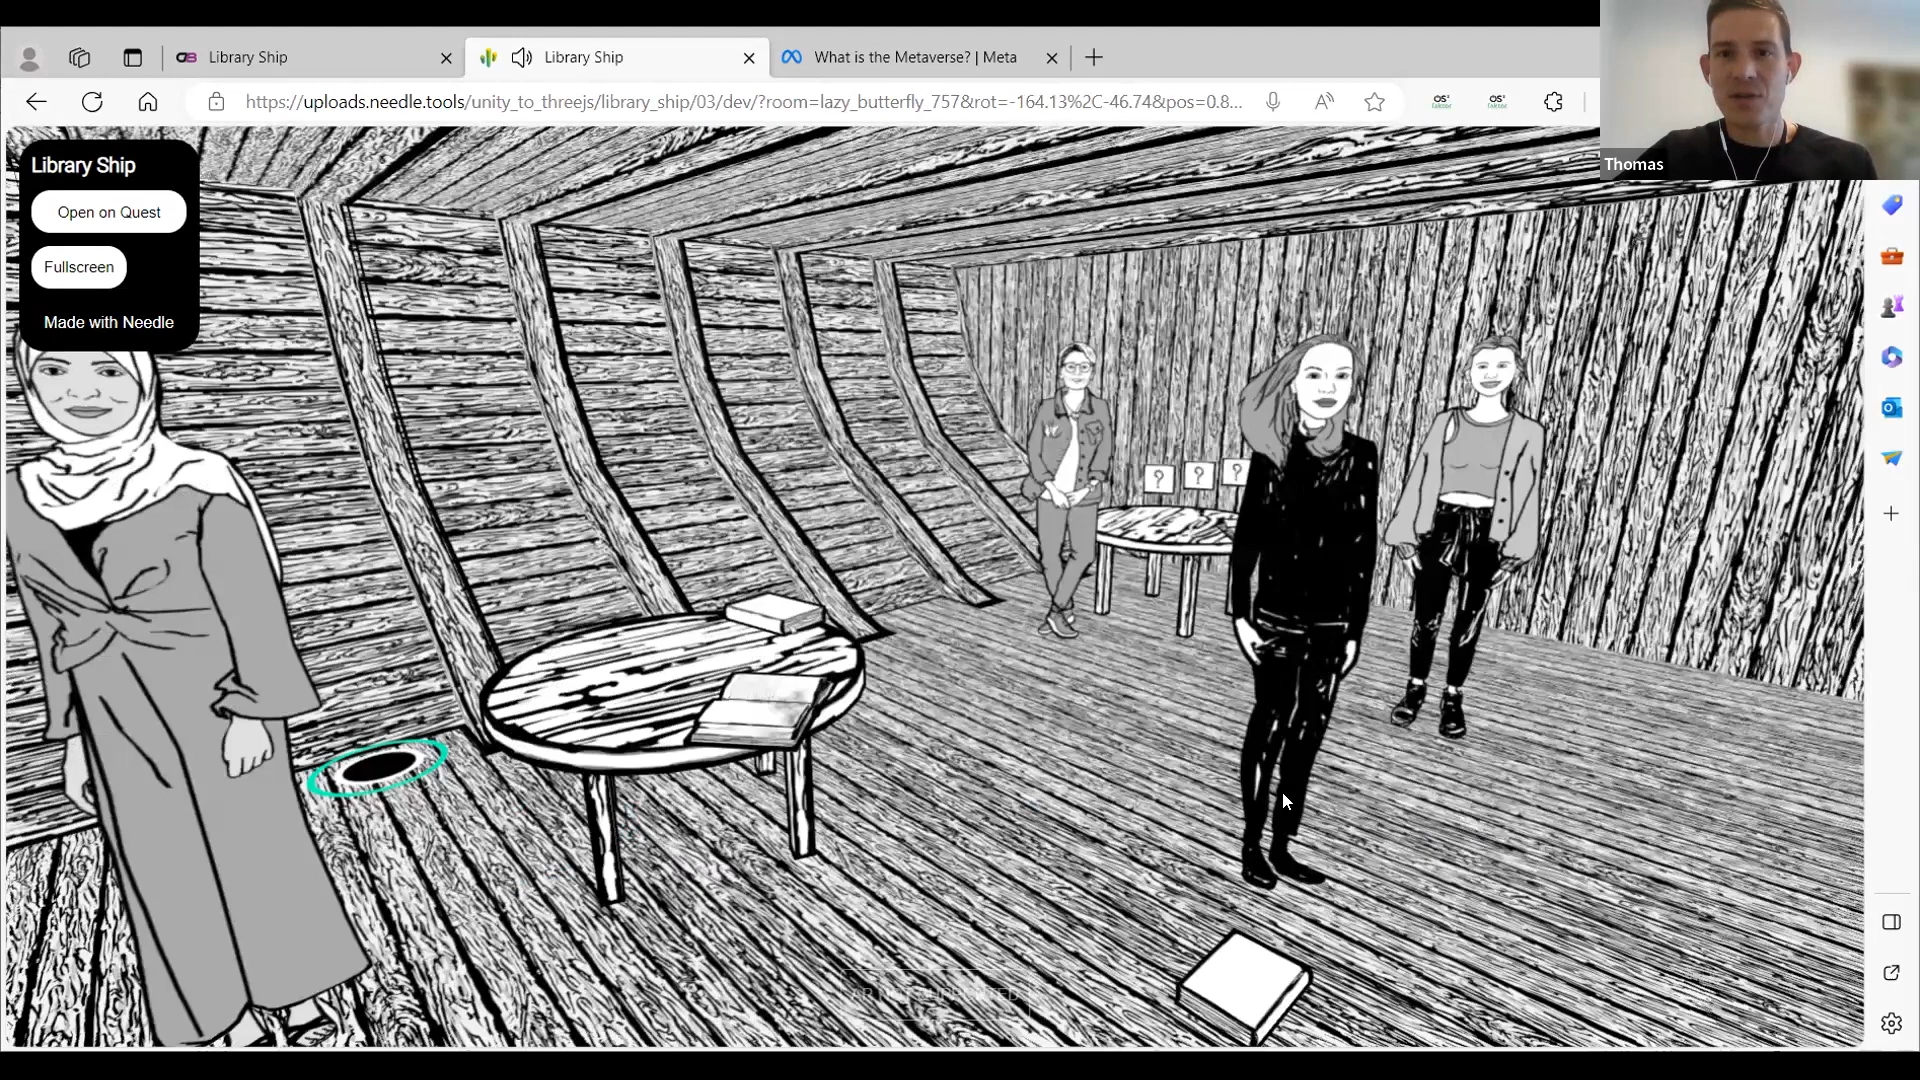 Library Ship
Library Ship
What is the Metaverse? | Meta
https://uploads.needle.tools/unity_to_threejs/library_ship/03/dev/?room=lazy_butterfly_757&rot=-164.13%2C-46.74&pos=0.8...
Thomas
Library Ship
Open on Quest
Fullscreen
Made with Needle
? ? ?